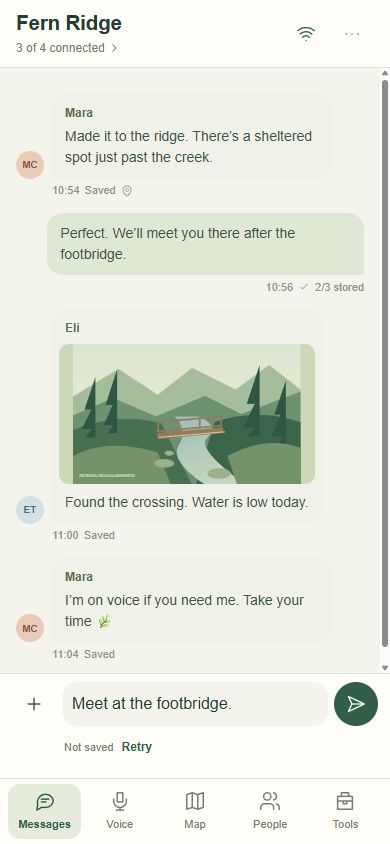 Fern Ridge
3 of 4 connected
Mara
Made it to the ridge. There's a sheltered
spot just past the creek.
MC
10:54 Saved
Perfect. We'll meet you there after the
footbridge.
10:56 2/3 stored
Eli
Found the crossing. Water is low today.
ET
11:00 Saved
Mara
I'm on voice if you need me. Take your
time 🌿
MC
11:04 Saved
Meet at the footbridge.
Not saved Retry
Messages Voice Map People Tools